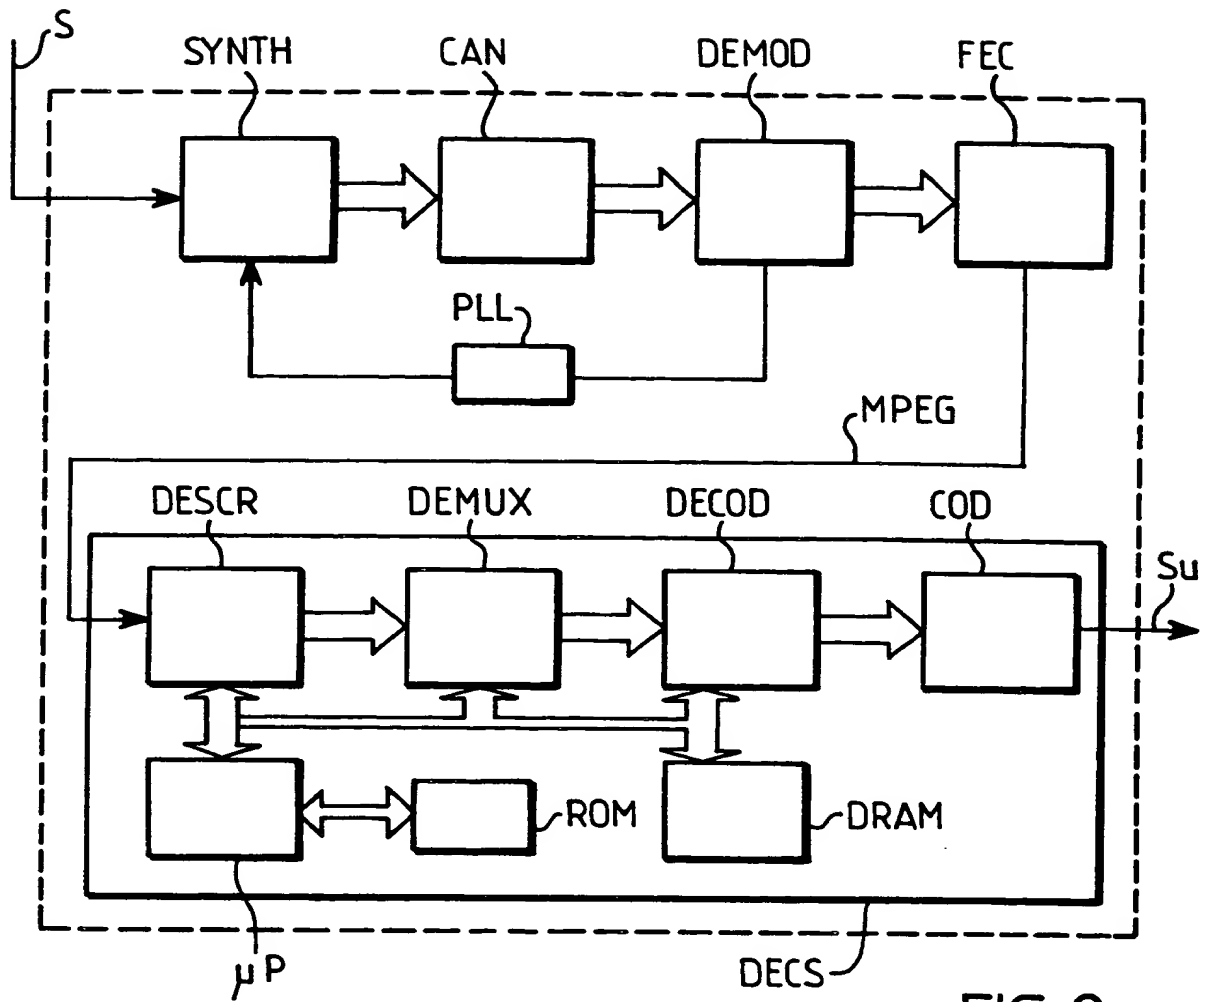 S
SYNTH
CAN
DEMOD
FEC
PLL
MPEG
DESCR
DEMUX
DECOD
COD
Su
ROM
DRAM
µP
DECS